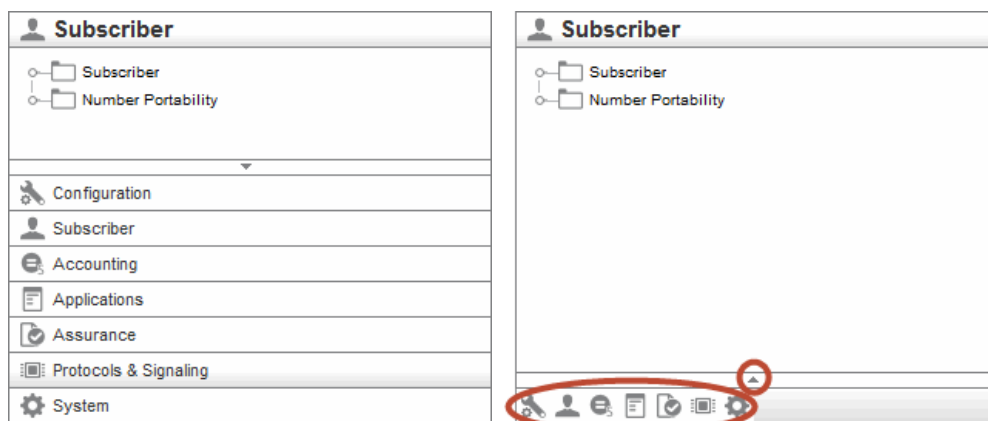 Subscriber
Subscriber
Number Portability
Configuration
Subscriber
Accounting
Applications
Assurance
Protocols & Signaling
System
Subscriber
Subscriber
Number Portability